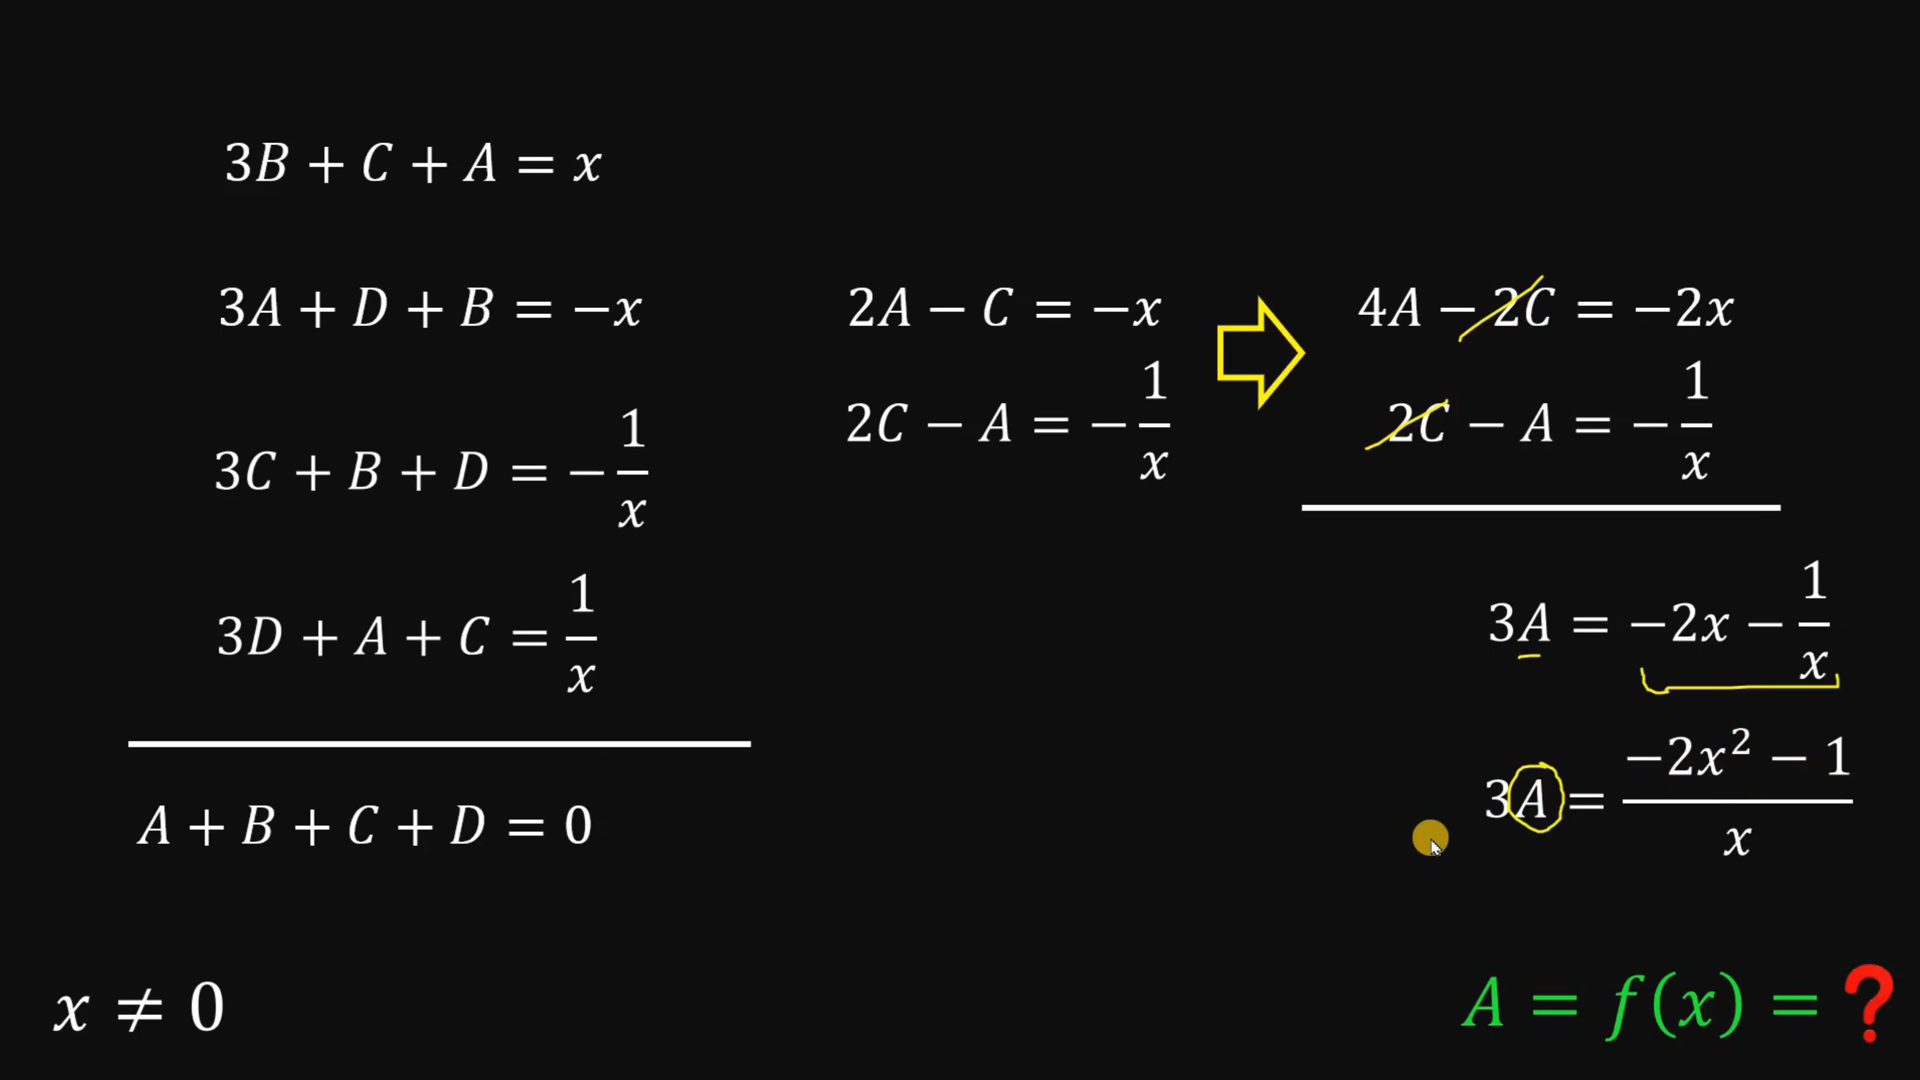 3B + C + A = x
3A + D + B = −x
3C + B + D = −1/x
3D + A + C = 1/x
A + B + C + D = 0
x ≠ 0
2A − C = −x
2C − A = −1/x
4A − 2C = −2x
2C − A = −1/x
3A = −2x − 1/x
3A = (−2x² − 1)/x
A = f(x) = ?